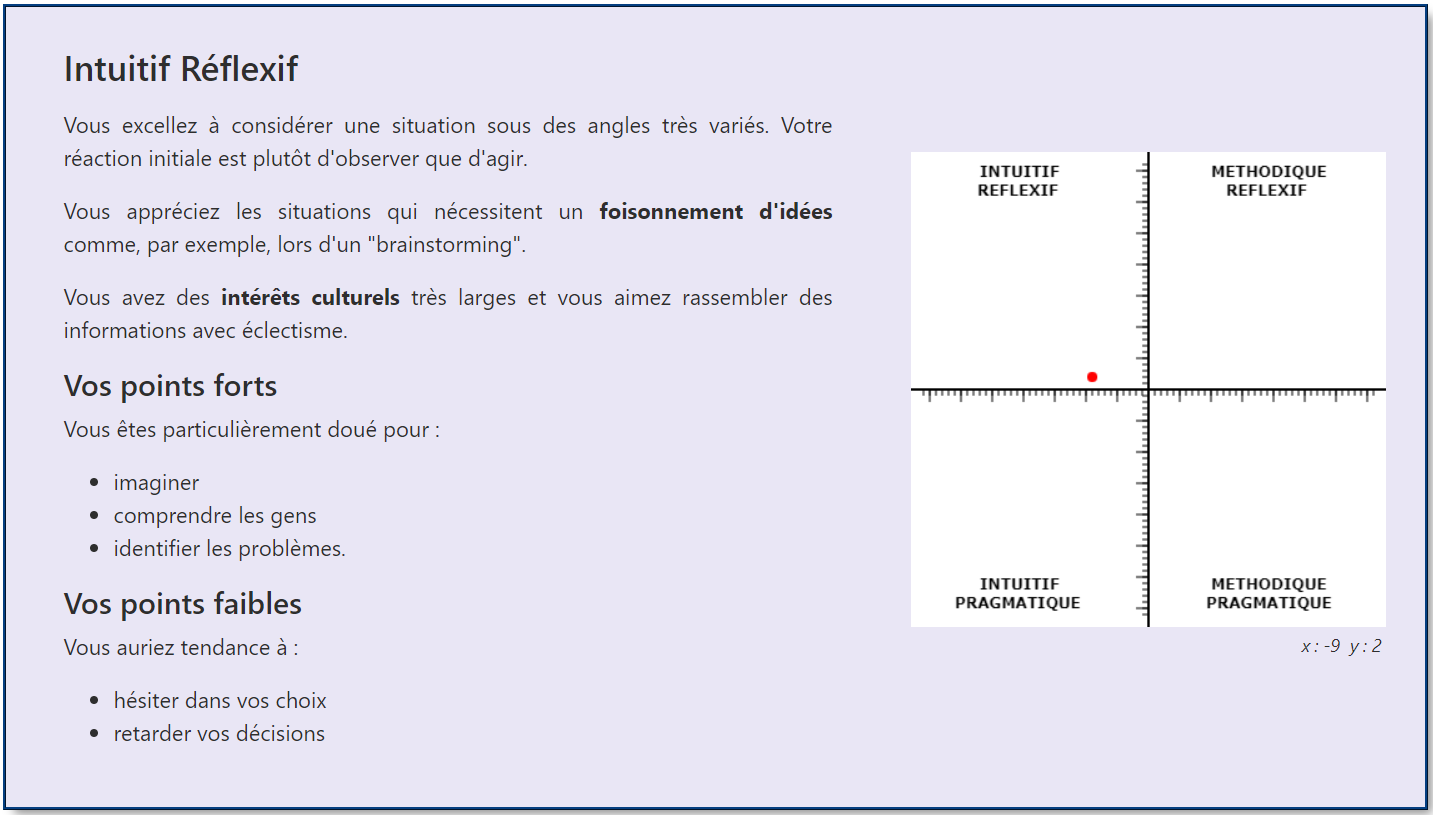 Intuitif Réflexif
Vous excellez à considérer une situation sous des angles très variés. Votre
réaction initiale est plutôt d'observer que d'agir.
Vous appréciez les situations qui nécessitent un foisonnement d'idées
comme, par exemple, lors d'un "brainstorming".
Vous avez des intérêts culturels très larges et vous aimez rassembler des
informations avec éclectisme.
Vos points forts
Vous êtes particulièrement doué pour :
• imaginer
• comprendre les gens
• identifier les problèmes.
Vos points faibles
Vous auriez tendance à :
• hésiter dans vos choix
• retarder vos décisions
INTUITIF
REFLEXIF
METHODIQUE
REFLEXIF
INTUITIF
PRAGMATIQUE
METHODIQUE
PRAGMATIQUE
x : -9 y : 2